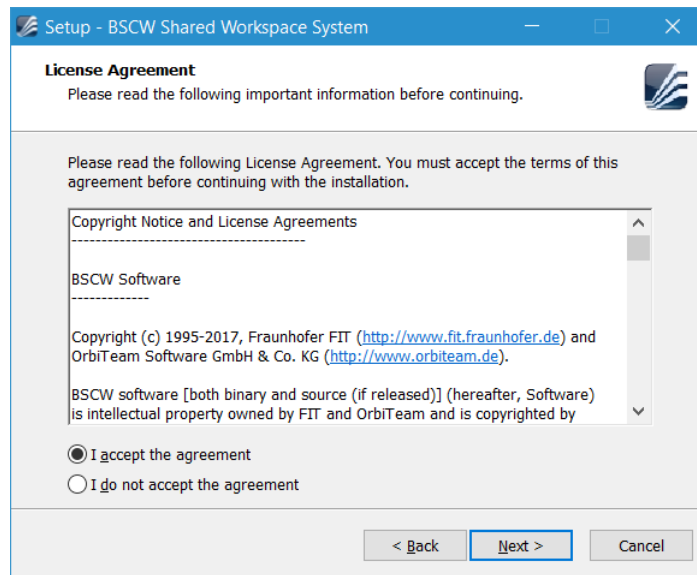 Setup - BSCW Shared Workspace System
License Agreement
Please read the following important information before continuing.
Please read the following License Agreement. You must accept the terms of this
agreement before continuing with the installation.
Copyright Notice and License Agreements
---------------------------------------
BSCW Software
-------------
Copyright (c) 1995-2017, Fraunhofer FIT (http://www.fit.fraunhofer.de) and
OrbiTeam Software GmbH & Co. KG (http://www.orbiteam.de).
BSCW software [both binary and source (if released)] (hereafter, Software)
is intellectual property owned by FIT and OrbiTeam and is copyrighted by
I accept the agreement
I do not accept the agreement
< Back Next > Cancel